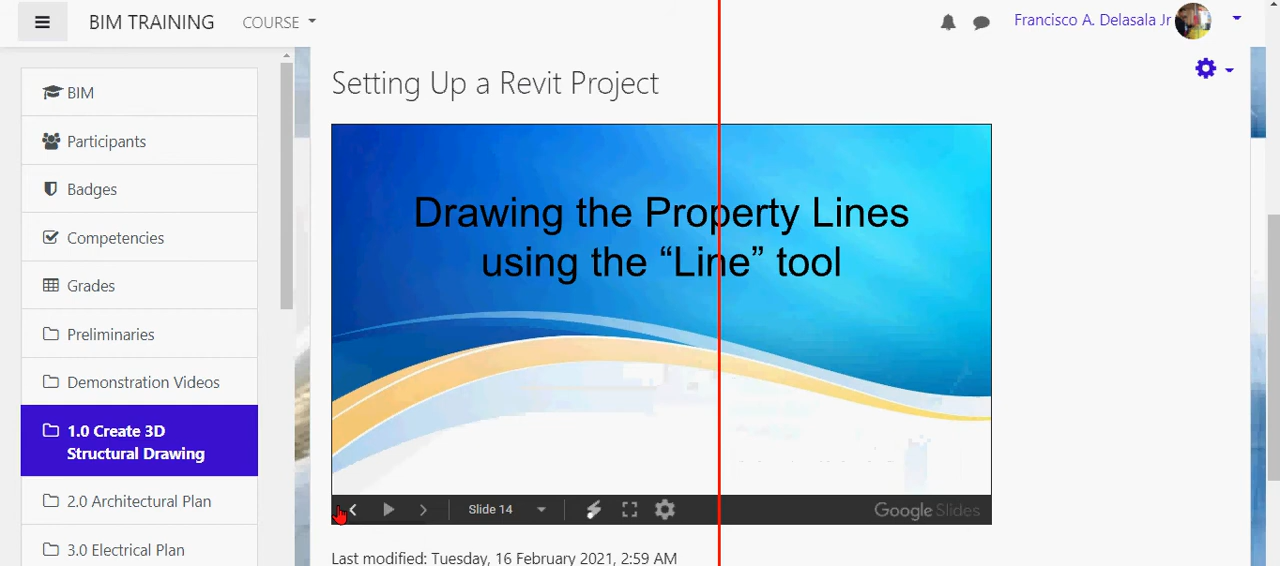 BIM TRAINING
COURSE
Francisco A. Delasala Jr
BIM
Participants
Badges
Competencies
Grades
Preliminaries
Demonstration Videos
1.0 Create 3D
Structural Drawing
2.0 Architectural Plan
3.0 Electrical Plan
Setting Up a Revit Project
Drawing the Property Lines
using the “Line” tool
Slide 14
Google Slides
Last modified: Tuesday, 16 February 2021, 2:59 AM